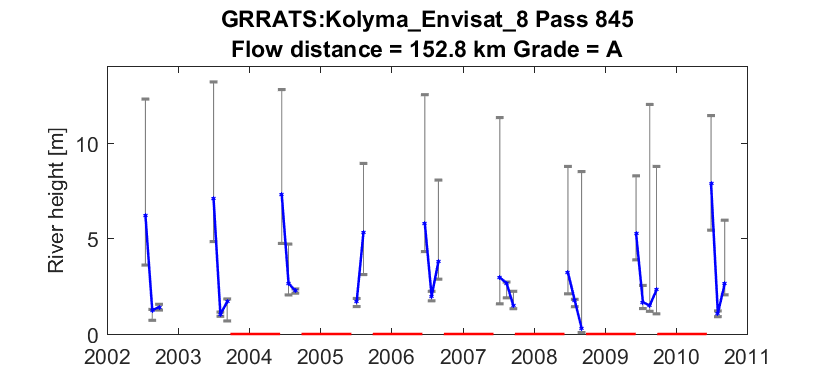 GRRATS:Kolyma_Envisat_8 Pass 845
Flow distance = 152.8 km Grade = A
River height [m]
10
5
0
2002 2003 2004 2005 2006 2007 2008 2009 2010 2011